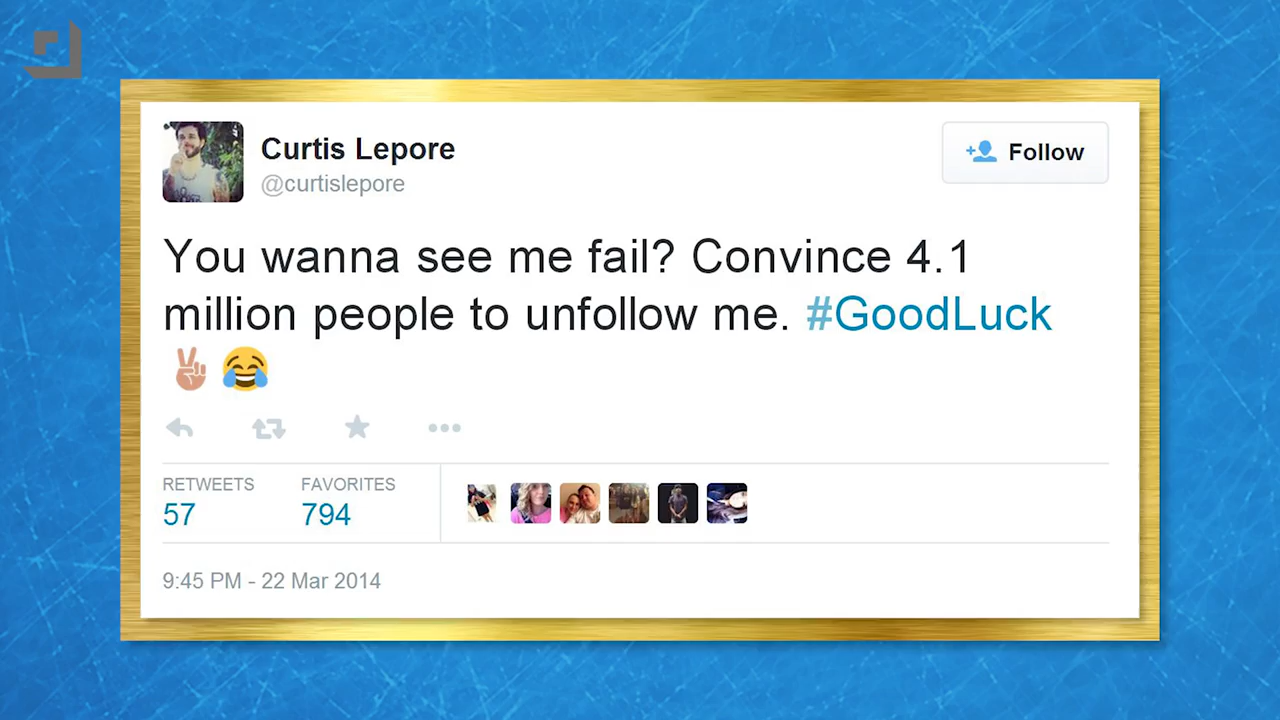 Curtis Lepore
@curtislepore
Follow
You wanna see me fail? Convince 4.1
million people to unfollow me. #GoodLuck
✌😂
RETWEETS FAVORITES
57 794
9:45 PM - 22 Mar 2014